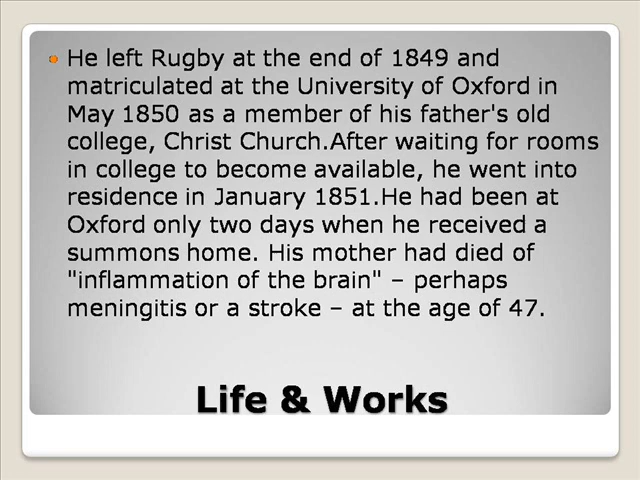 He left Rugby at the end of 1849 and
matriculated at the University of Oxford in
May 1850 as a member of his father's old
college, Christ Church.After waiting for rooms
in college to become available, he went into
residence in January 1851.He had been at
Oxford only two days when he received a
summons home. His mother had died of
"inflammation of the brain" – perhaps
meningitis or a stroke – at the age of 47.
Life & Works